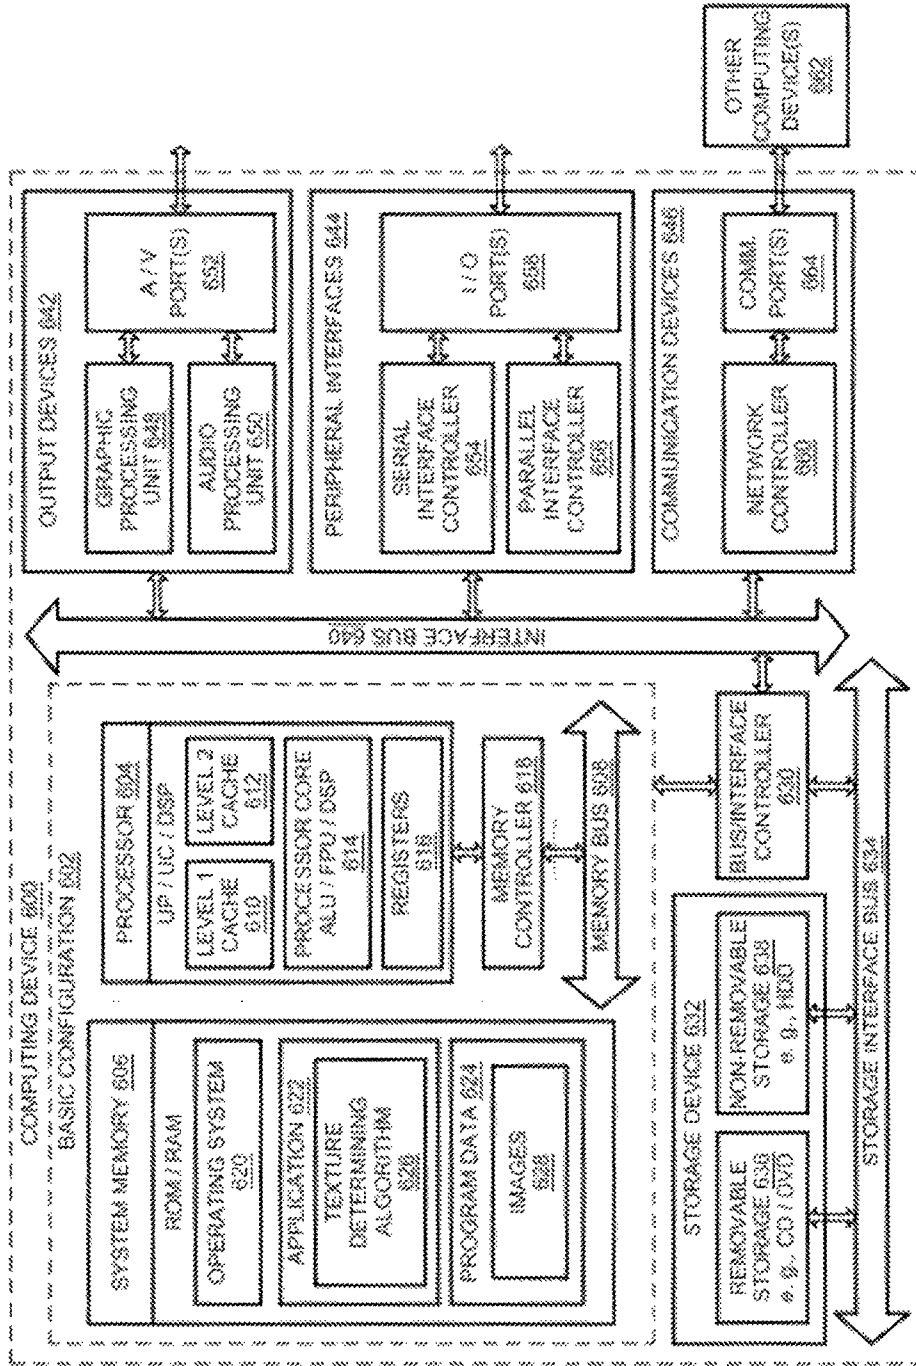 COMPUTING DEVICE 600
BASIC CONFIGURATION 602
SYSTEM MEMORY 606
ROM / RAM
OPERATING SYSTEM
620
APPLICATION 622
TEXTURE
DETERMINING
ALGORITHM
626
PROGRAM DATA 624
IMAGES
628
PROCESSOR 604
UP / UC / DSP
LEVEL 1
CACHE
610
LEVEL 2
CACHE
612
PROCESSOR CORE
ALU / FPU / DSP
614
REGISTERS
616
MEMORY
CONTROLLER 618
MEMORY BUS 608
STORAGE DEVICE 632
REMOVABLE
STORAGE 636
e. g., CD / DVD
NON-REMOVABLE
STORAGE 638
e. g., HDD
BUS/INTERFACE
CONTROLLER
630
STORAGE INTERFACE BUS 634
INTERFACE BUS 640
OUTPUT DEVICES 642
GRAPHIC
PROCESSING
UNIT 648
AUDIO
PROCESSING
UNIT 650
A / V
PORT(S)
652
PERIPHERAL INTERFACES 644
SERIAL
INTERFACE
CONTROLLER
654
PARALLEL
INTERFACE
CONTROLLER
656
I / O
PORT(S)
658
COMMUNICATION DEVICES 646
NETWORK
CONTROLLER
660
COMM.
PORT(S)
664
OTHER
COMPUTING
DEVICE(S)
662